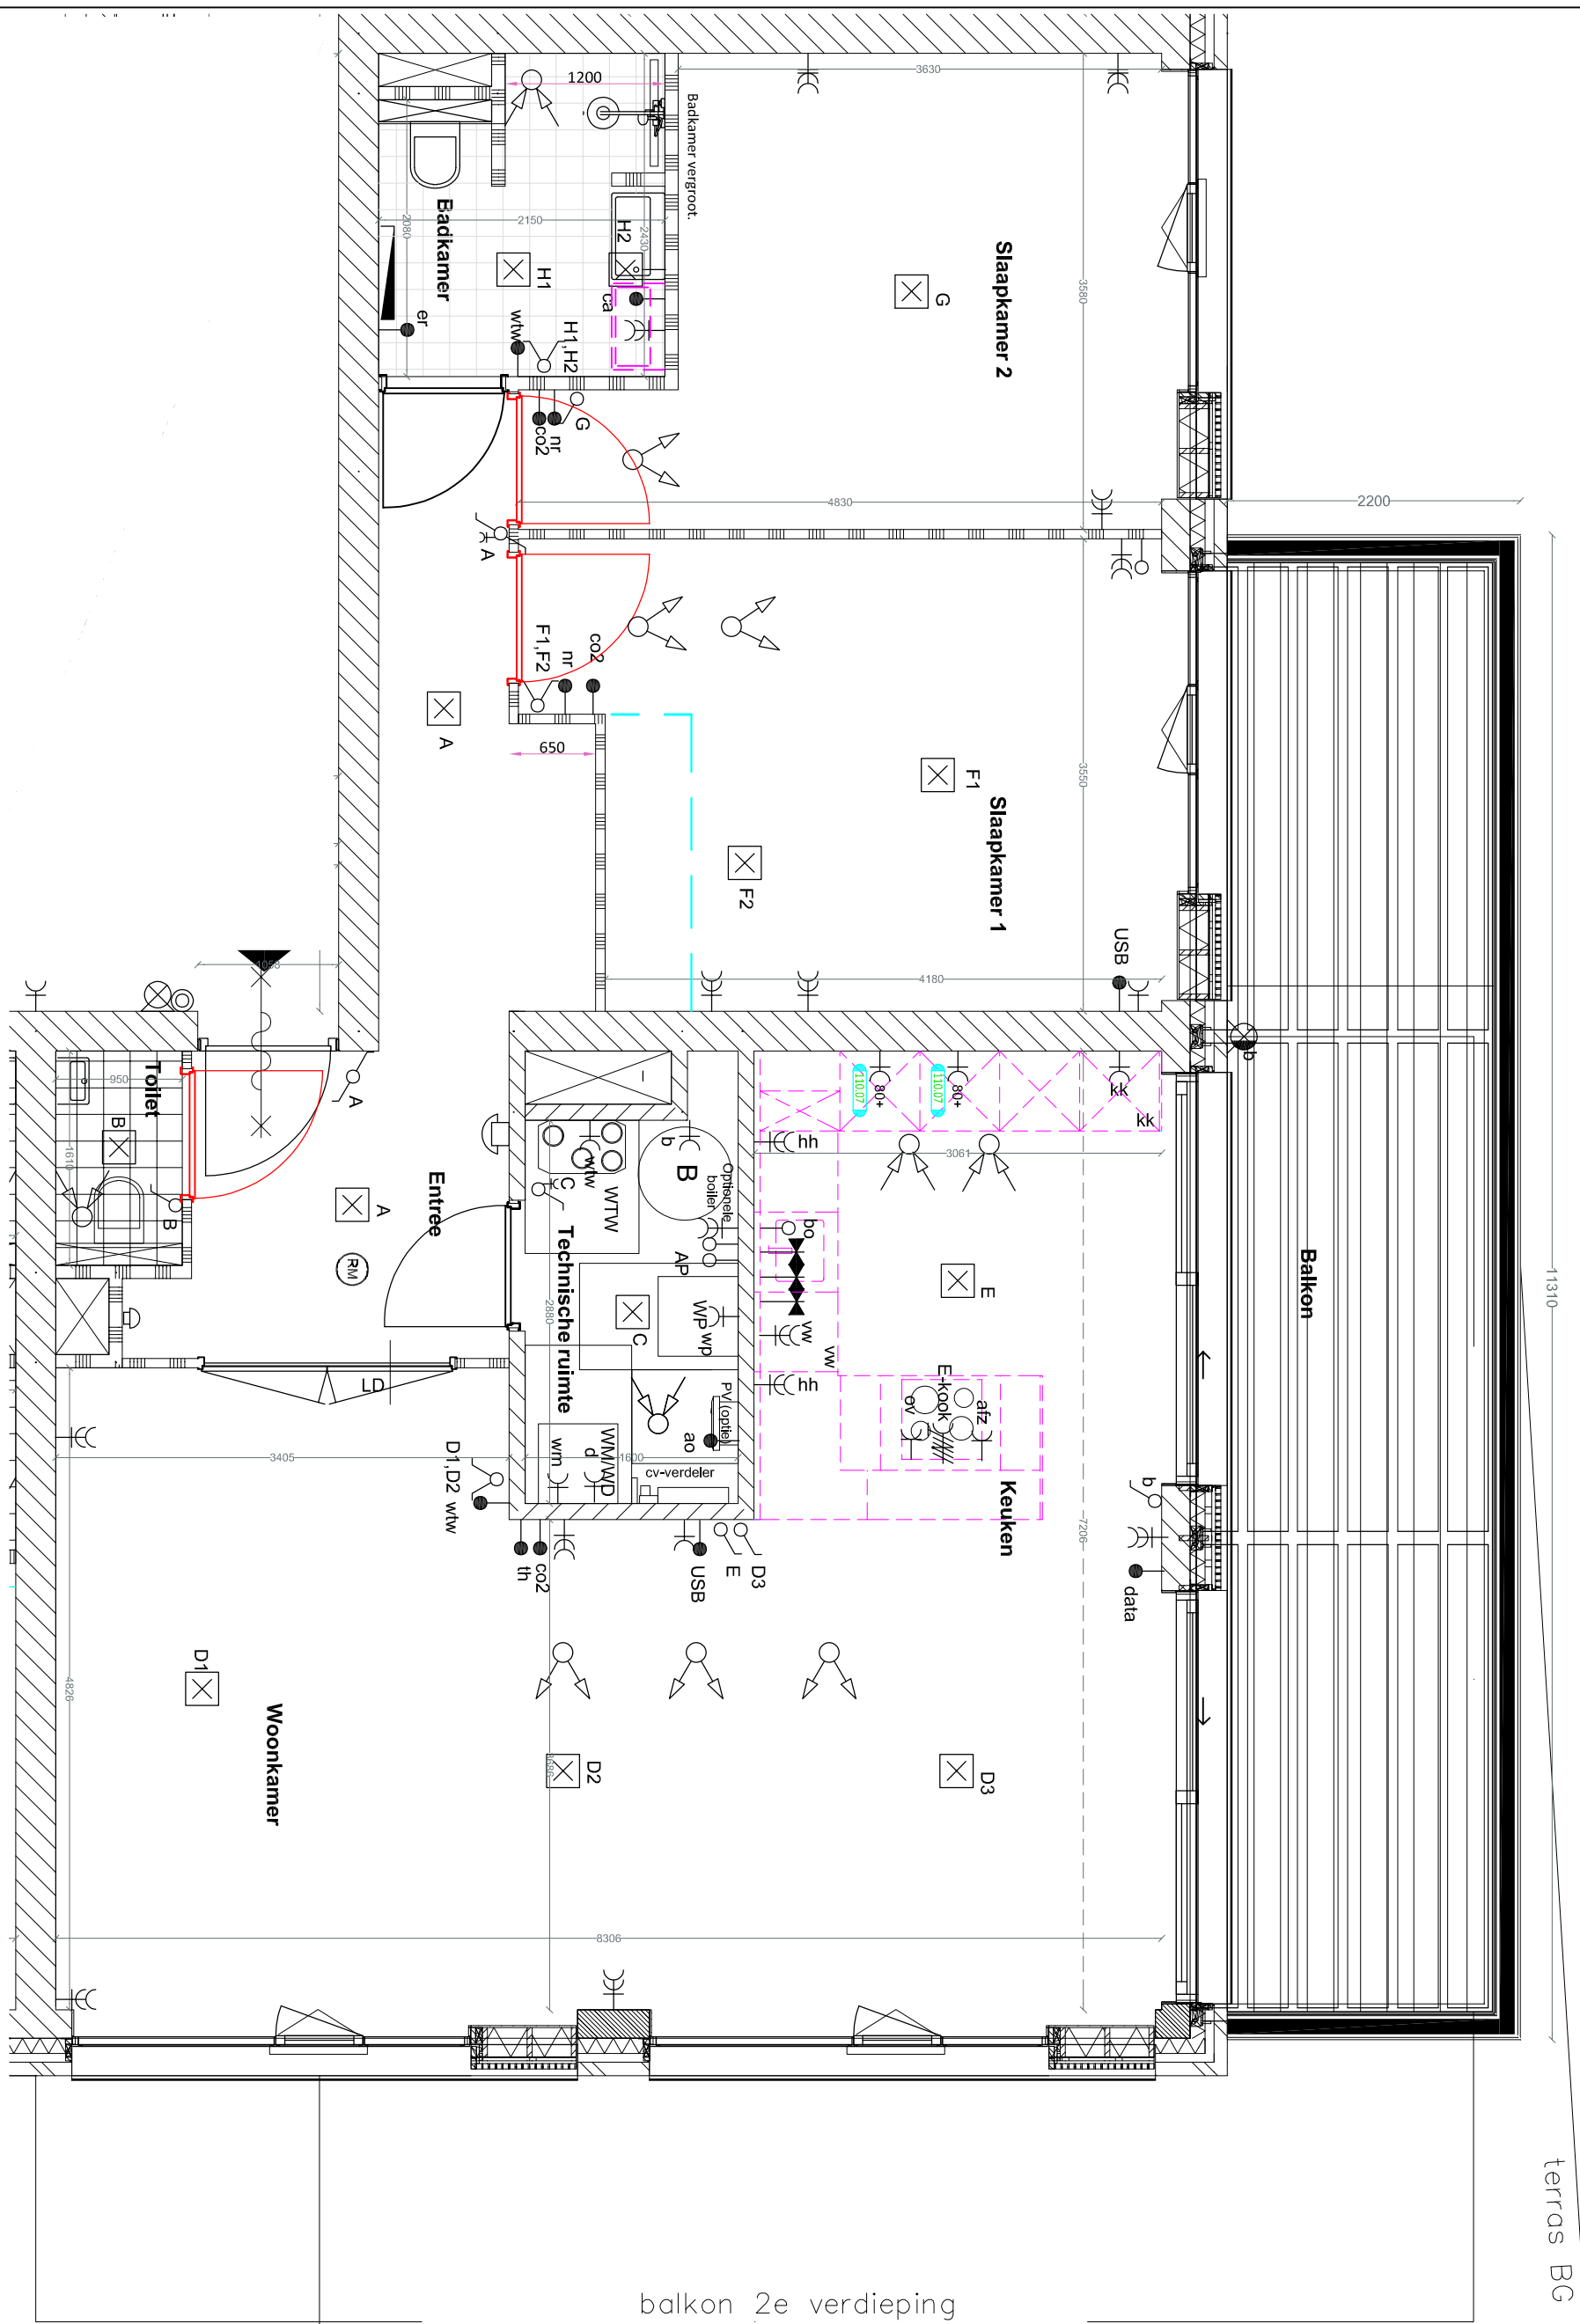 1200
3630
Badkamer vergroot.
Badkamer
2080
2150
2430
H2
H1
ca
er
wtw
H1,H2
Slaapkamer 2
G
3580
G
nr
co2
4830
2200
A
F1,F2
nr
co2
A
650
F1
Slaapkamer 1
3550
F2
USB
4180
1058
b
Toilet
950
B
1610
B
A
Entree
A
RM
b
wtw
WTW
C
B
Optionele
boiler
Technische ruimte
AP
WP
wp
C
2880
PV (optie)
ao
WM/WD
d
wm
1600
cv-verdeler
110.07
80+
110.07
80+
kk
kk
hh
3061
bo
vw
vw
hh
E
E-kook
afz
ov
Keuken
7206
Balkon
11310
b
data
LD
3405
D1,D2 wtw
th
co2
USB
E
D3
D1
4826
Woonkamer
D2
3686
D3
8306
terras BG
balkon 2e verdieping